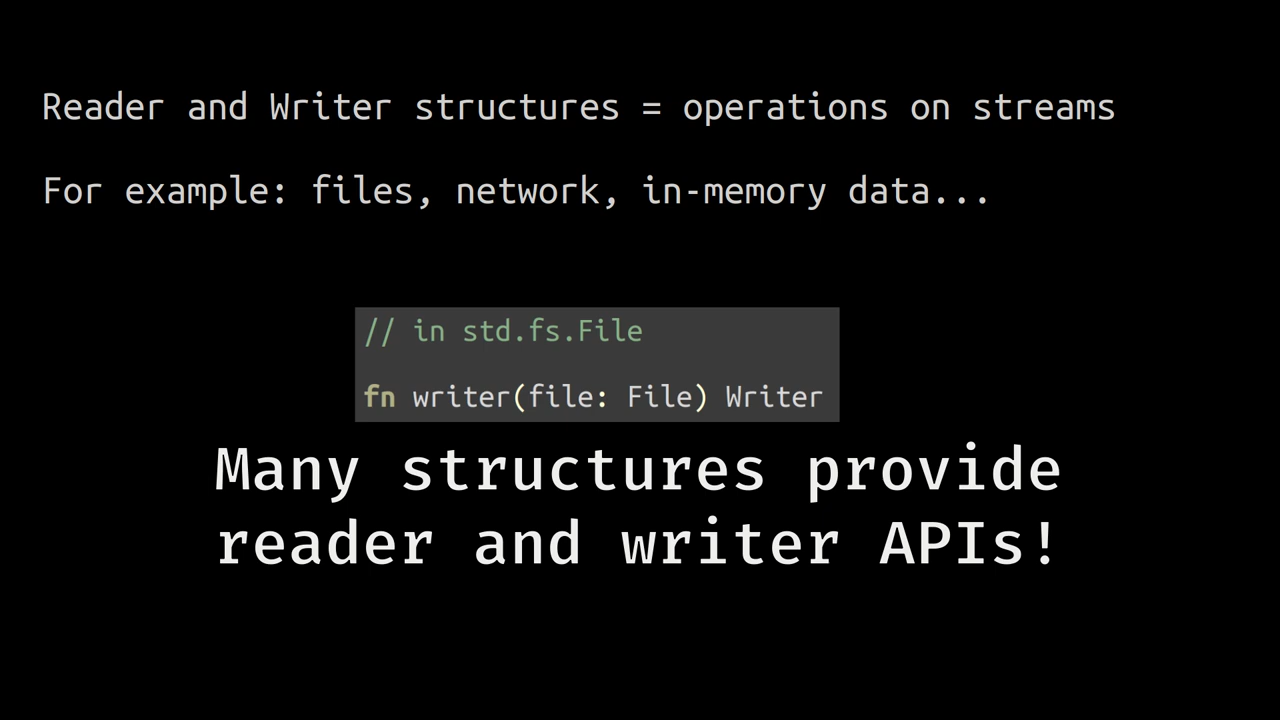 Reader and Writer structures = operations on streams
For example: files, network, in-memory data...
// in std.fs.File
fn writer(file: File) Writer
Many structures provide
reader and writer APIs!